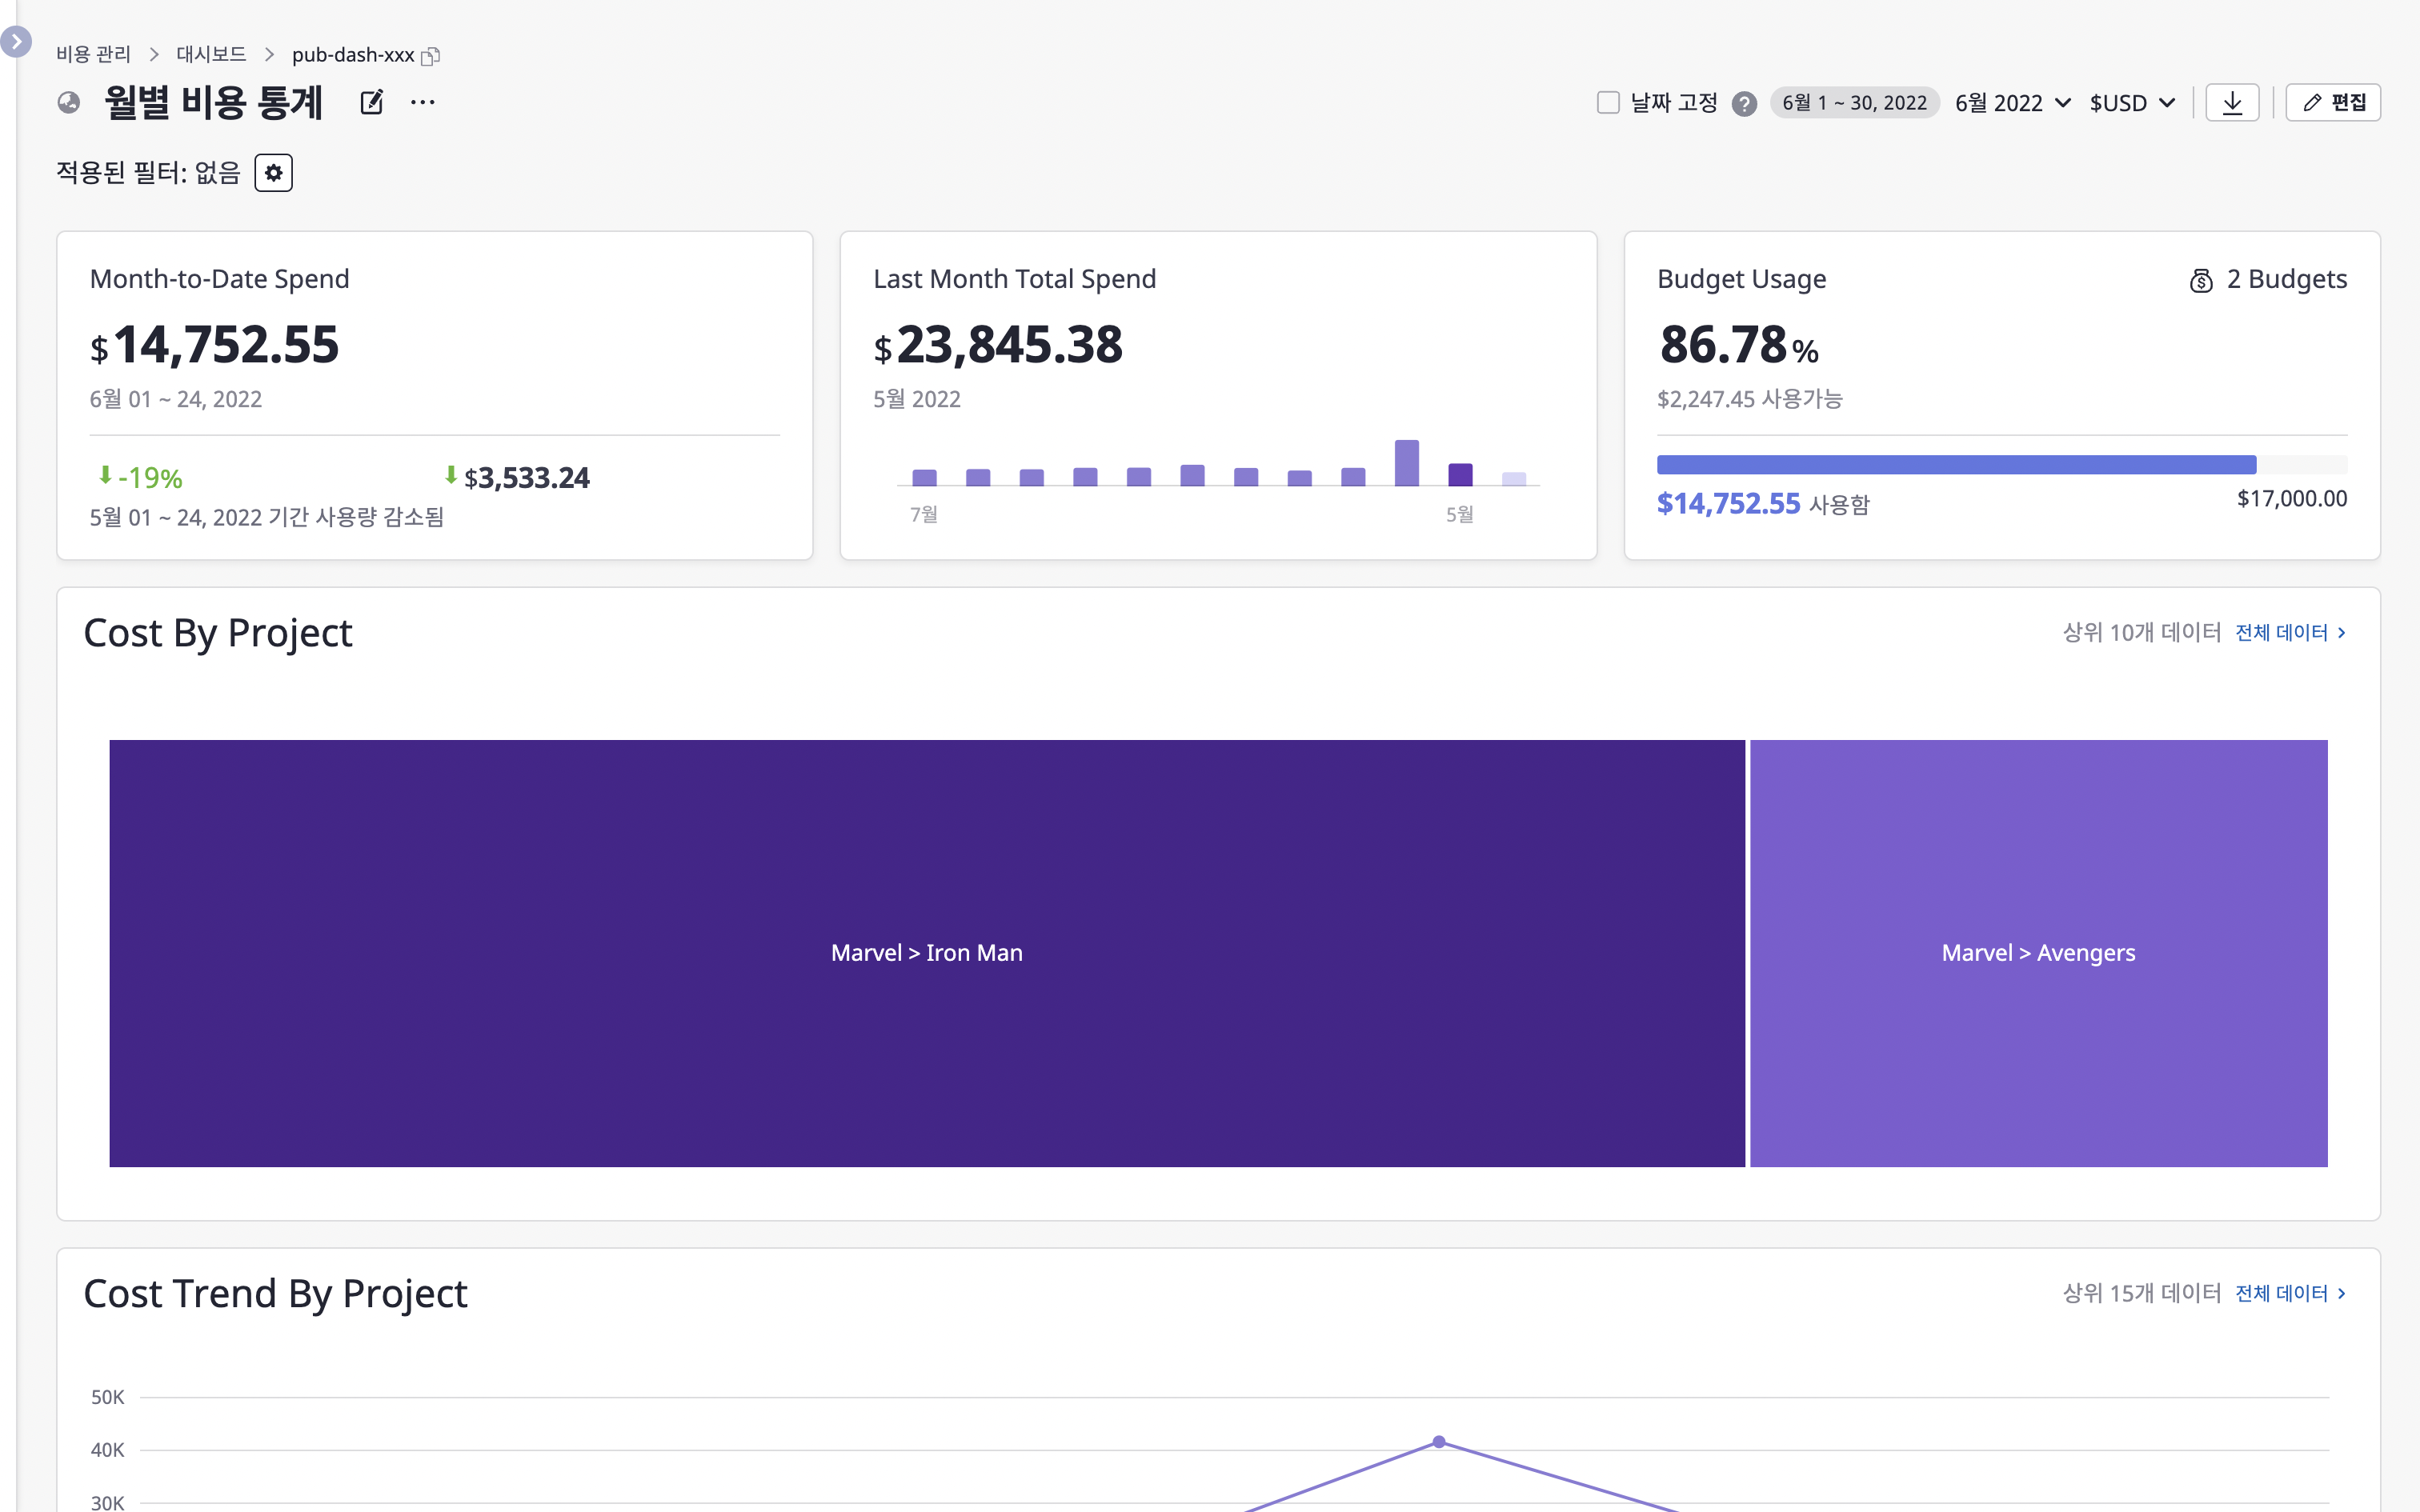 비용 관리 > 대시보드 > pub-dash-xxx
월별 비용 통계 ...
날짜 고정 ? 6월 1 ~ 30, 2022 6월 2022 $USD 편집
적용된 필터: 없음
Month-to-Date Spend
$14,752.55
6월 01 ~ 24, 2022
-19% $3,533.24
5월 01 ~ 24, 2022 기간 사용량 감소됨
Last Month Total Spend
$23,845.38
5월 2022
7월 5월
Budget Usage 2 Budgets
86.78%
$2,247.45 사용가능
$14,752.55 사용함 $17,000.00
Cost By Project 상위 10개 데이터 전체 데이터 >
Marvel > Iron Man Marvel > Avengers
Cost Trend By Project 상위 15개 데이터 전체 데이터 >
50K
40K
30K